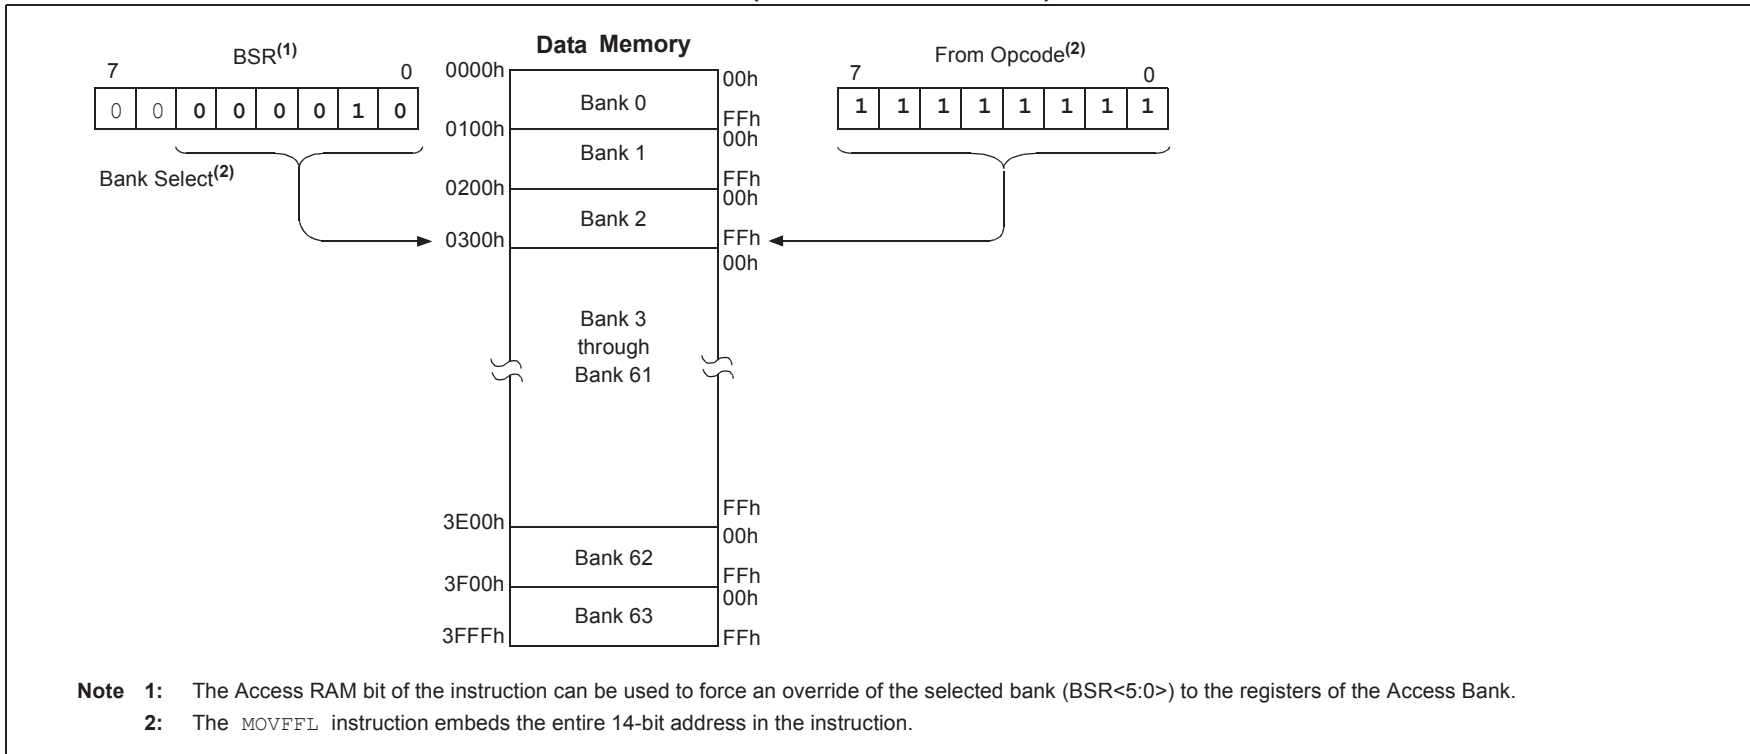 Data Memory
BSR(1)
From Opcode(2)
7 0
0 0 0 0 0 0 1 0
Bank Select(2)
7 0
1 1 1 1 1 1 1 1
0000h
00h
Bank 0
FFh
0100h
00h
Bank 1
FFh
0200h
00h
Bank 2
0300h
FFh
00h
Bank 3
through
Bank 61
FFh
3E00h
00h
Bank 62
FFh
3F00h
00h
Bank 63
3FFFh
FFh
Note 1: The Access RAM bit of the instruction can be used to force an override of the selected bank (BSR<5:0>) to the registers of the Access Bank.
2: The MOVFFL instruction embeds the entire 14-bit address in the instruction.